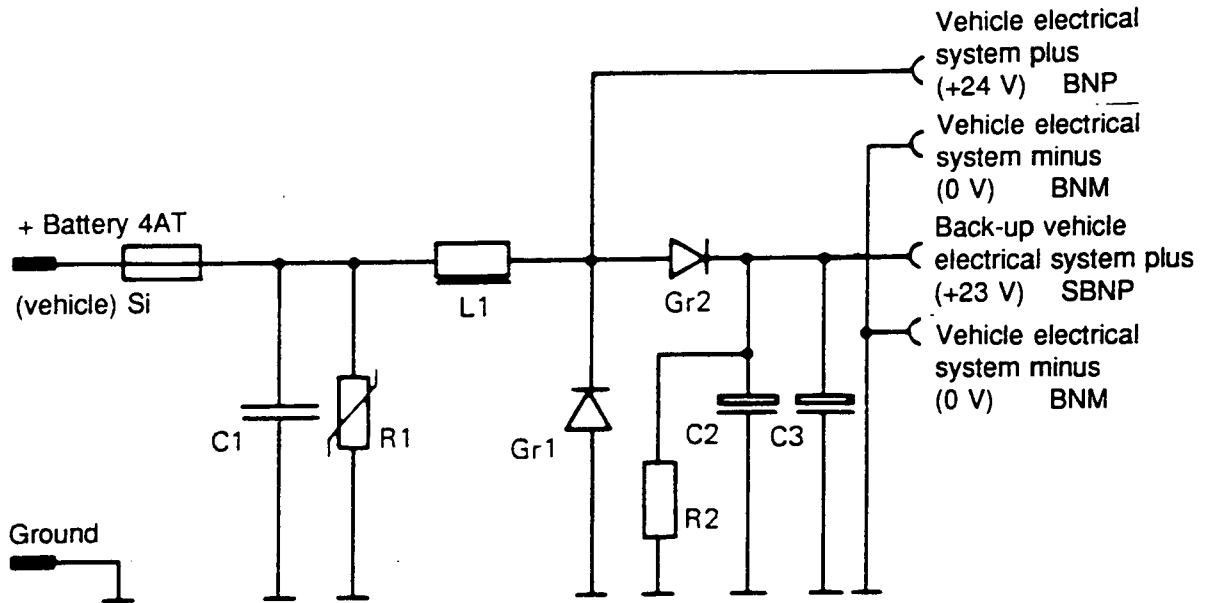 Vehicle electrical
system plus
(+24 V) BNP
Vehicle electrical
system minus
(0 V) BNM
+ Battery 4AT
Back-up vehicle
electrical system plus
(+23 V) SBNP
(vehicle) Si
L1
Gr2
Vehicle electrical
system minus
(0 V) BNM
C1
R1
Gr1
C2
C3
R2
Ground